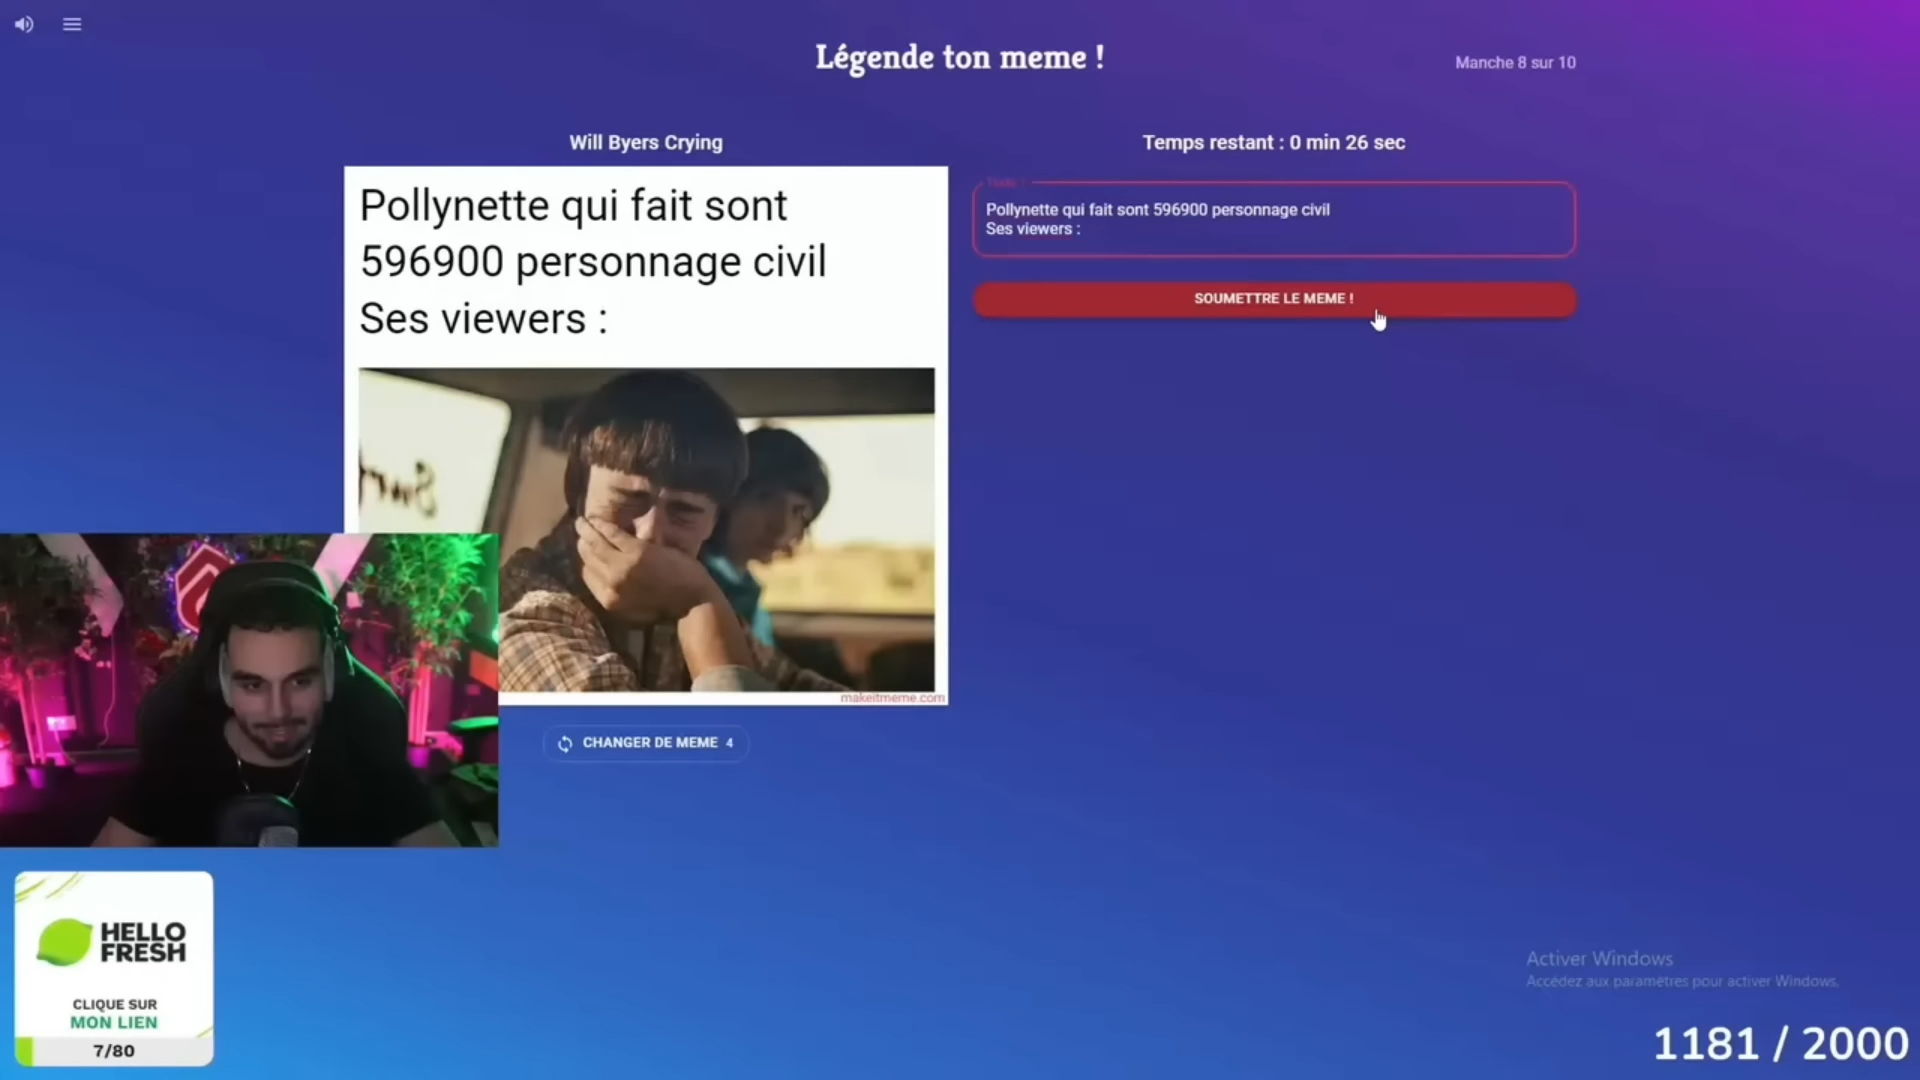 Légende ton meme !
Manche 8 sur 10
Will Byers Crying
Pollynette qui fait sont
596900 personnage civil
Ses viewers :
makeitmeme.com
CHANGER DE MEME 4
Temps restant : 0 min 26 sec
Pollynette qui fait sont 596900 personnage civil
Ses viewers :
SOUMETTRE LE MEME !
HELLO
FRESH
CLIQUE SUR
MON LIEN
7/80
Activer Windows
Accédez aux paramètres pour activer Windows.
1181 / 2000